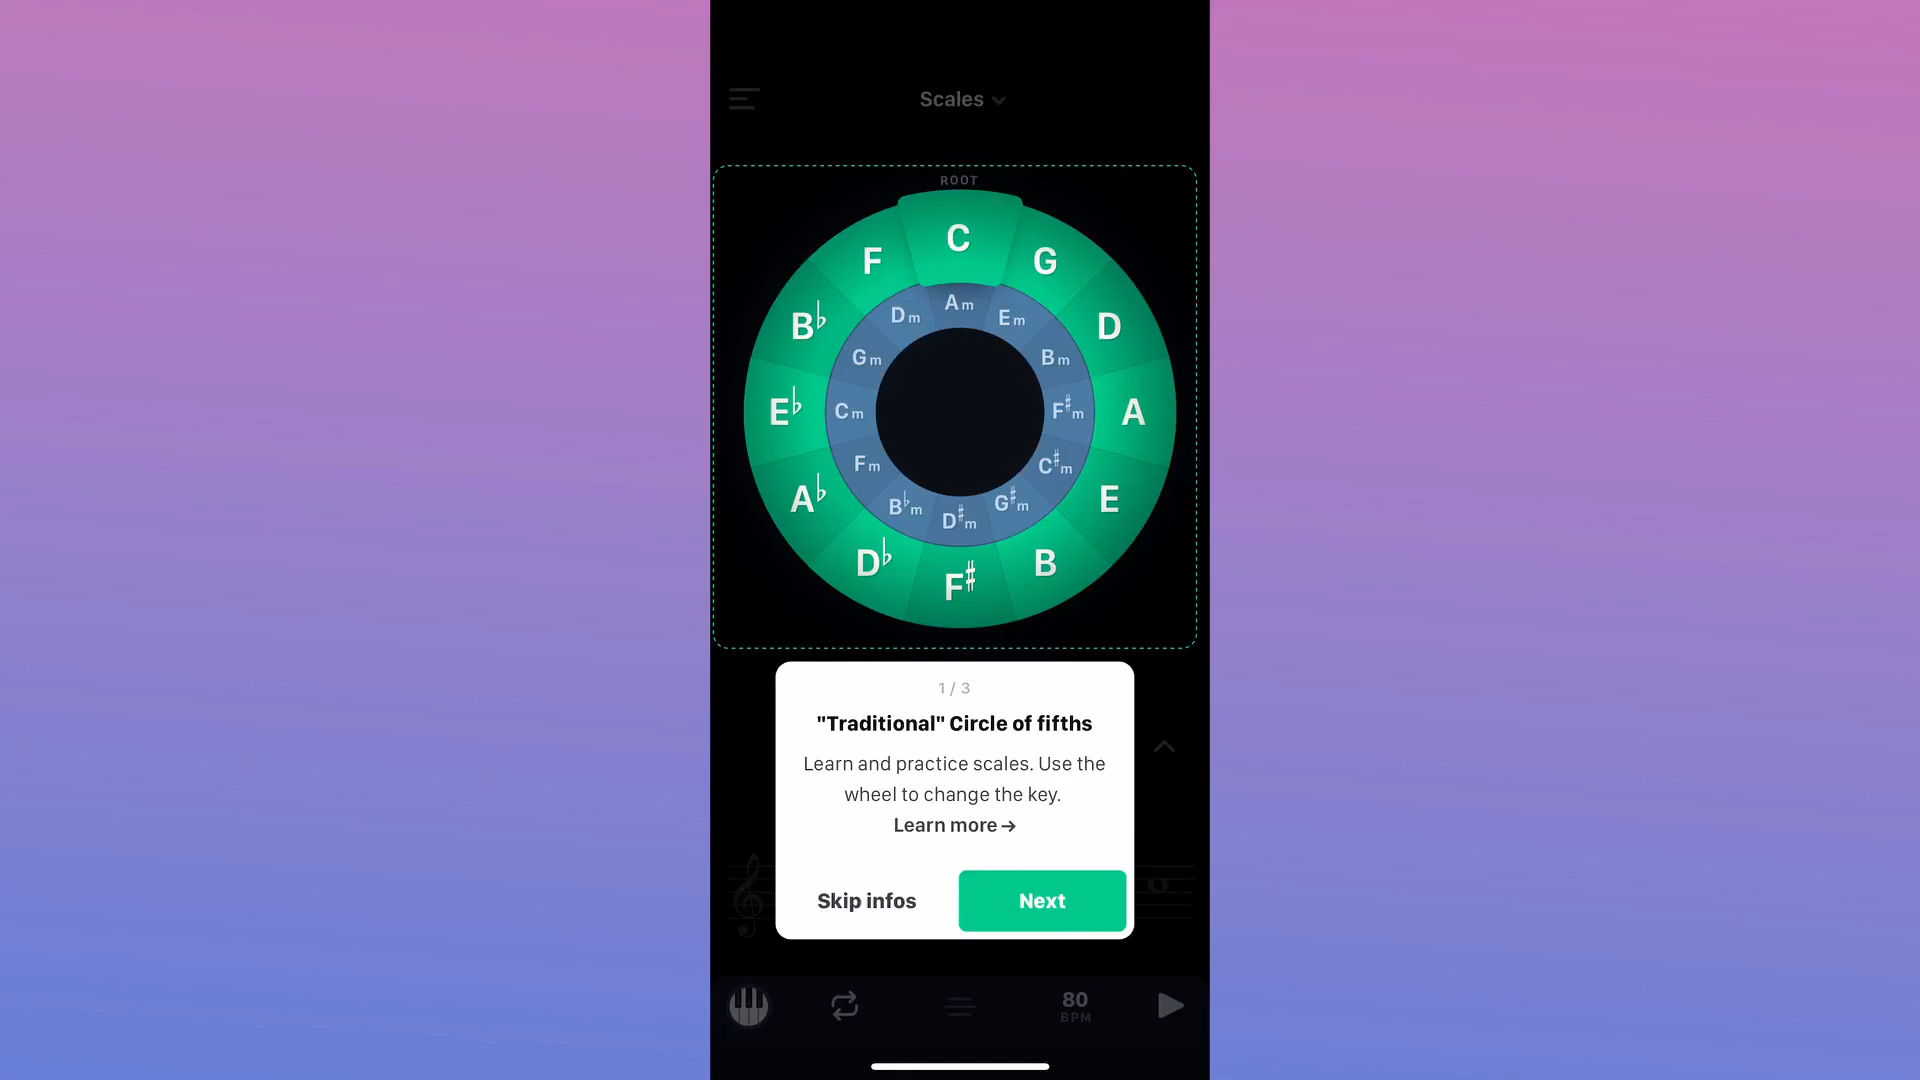 Scales
ROOT
C
F
G
B♭
D
E♭
A
A♭
E
D♭
B
F♯
Am
Dm
Em
Gm
Bm
Cm
F♯m
Fm
C♯m
B♭m
G♯m
D♯m
1 / 3
"Traditional" Circle of fifths
Learn and practice scales. Use the
wheel to change the key.
Learn more →
Skip infos
Next
80
BPM